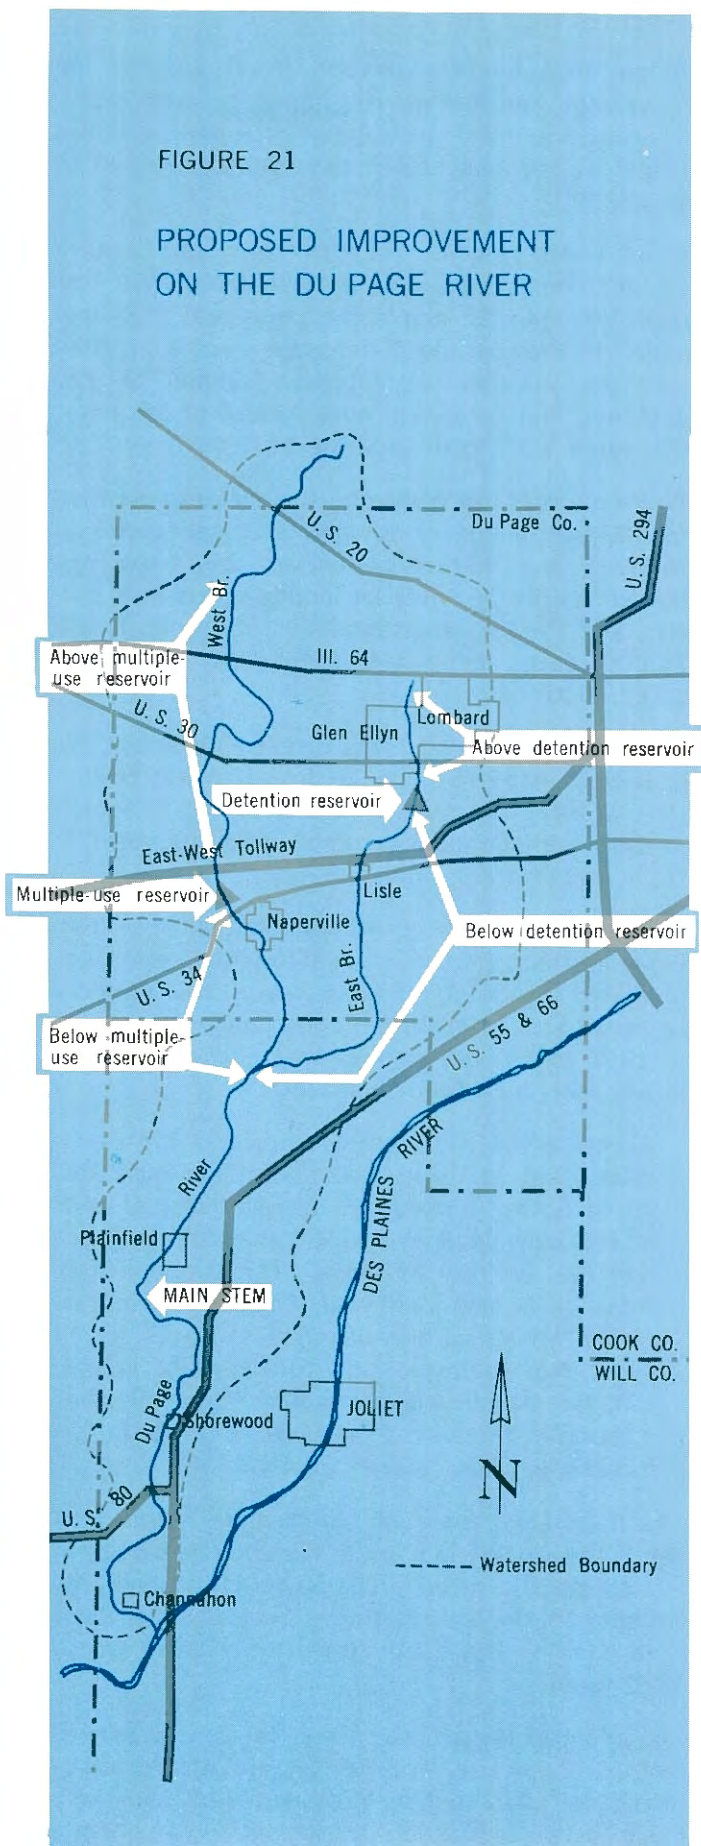 FIGURE 21
PROPOSED IMPROVEMENT
ON THE DU PAGE RIVER
Du Page Co.
U. S. 294
U. S. 20
West Br.
Above multiple-
use reservoir
III. 64
U. S. 30
Glen Ellyn
Lombard
Above detention reservoir
Detention reservoir
East-West Tollway
Lisle
Multiple-use reservoir
Naperville
Below detention reservoir
East Br.
U. S. 34
Below multiple-
use reservoir
U. S. 55 & 66
River
DES PLAINES RIVER
Plainfield
MAIN STEM
COOK CO.
WILL CO.
Du Page
Shorewood
JOLIET
N
U. S. 80
Watershed Boundary
Channahon